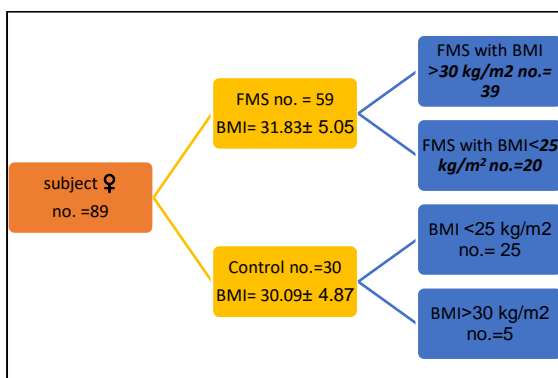 subject ♀
no. =89
FMS no. = 59
BMI= 31.83± 5.05
Control no.=30
BMI= 30.09± 4.87
FMS with BMI
>30 kg/m2 no.=
39
FMS with BMI<25
kg/m² no.=20
BMI <25 kg/m2
no.= 25
BMI>30 kg/m2
no.=5